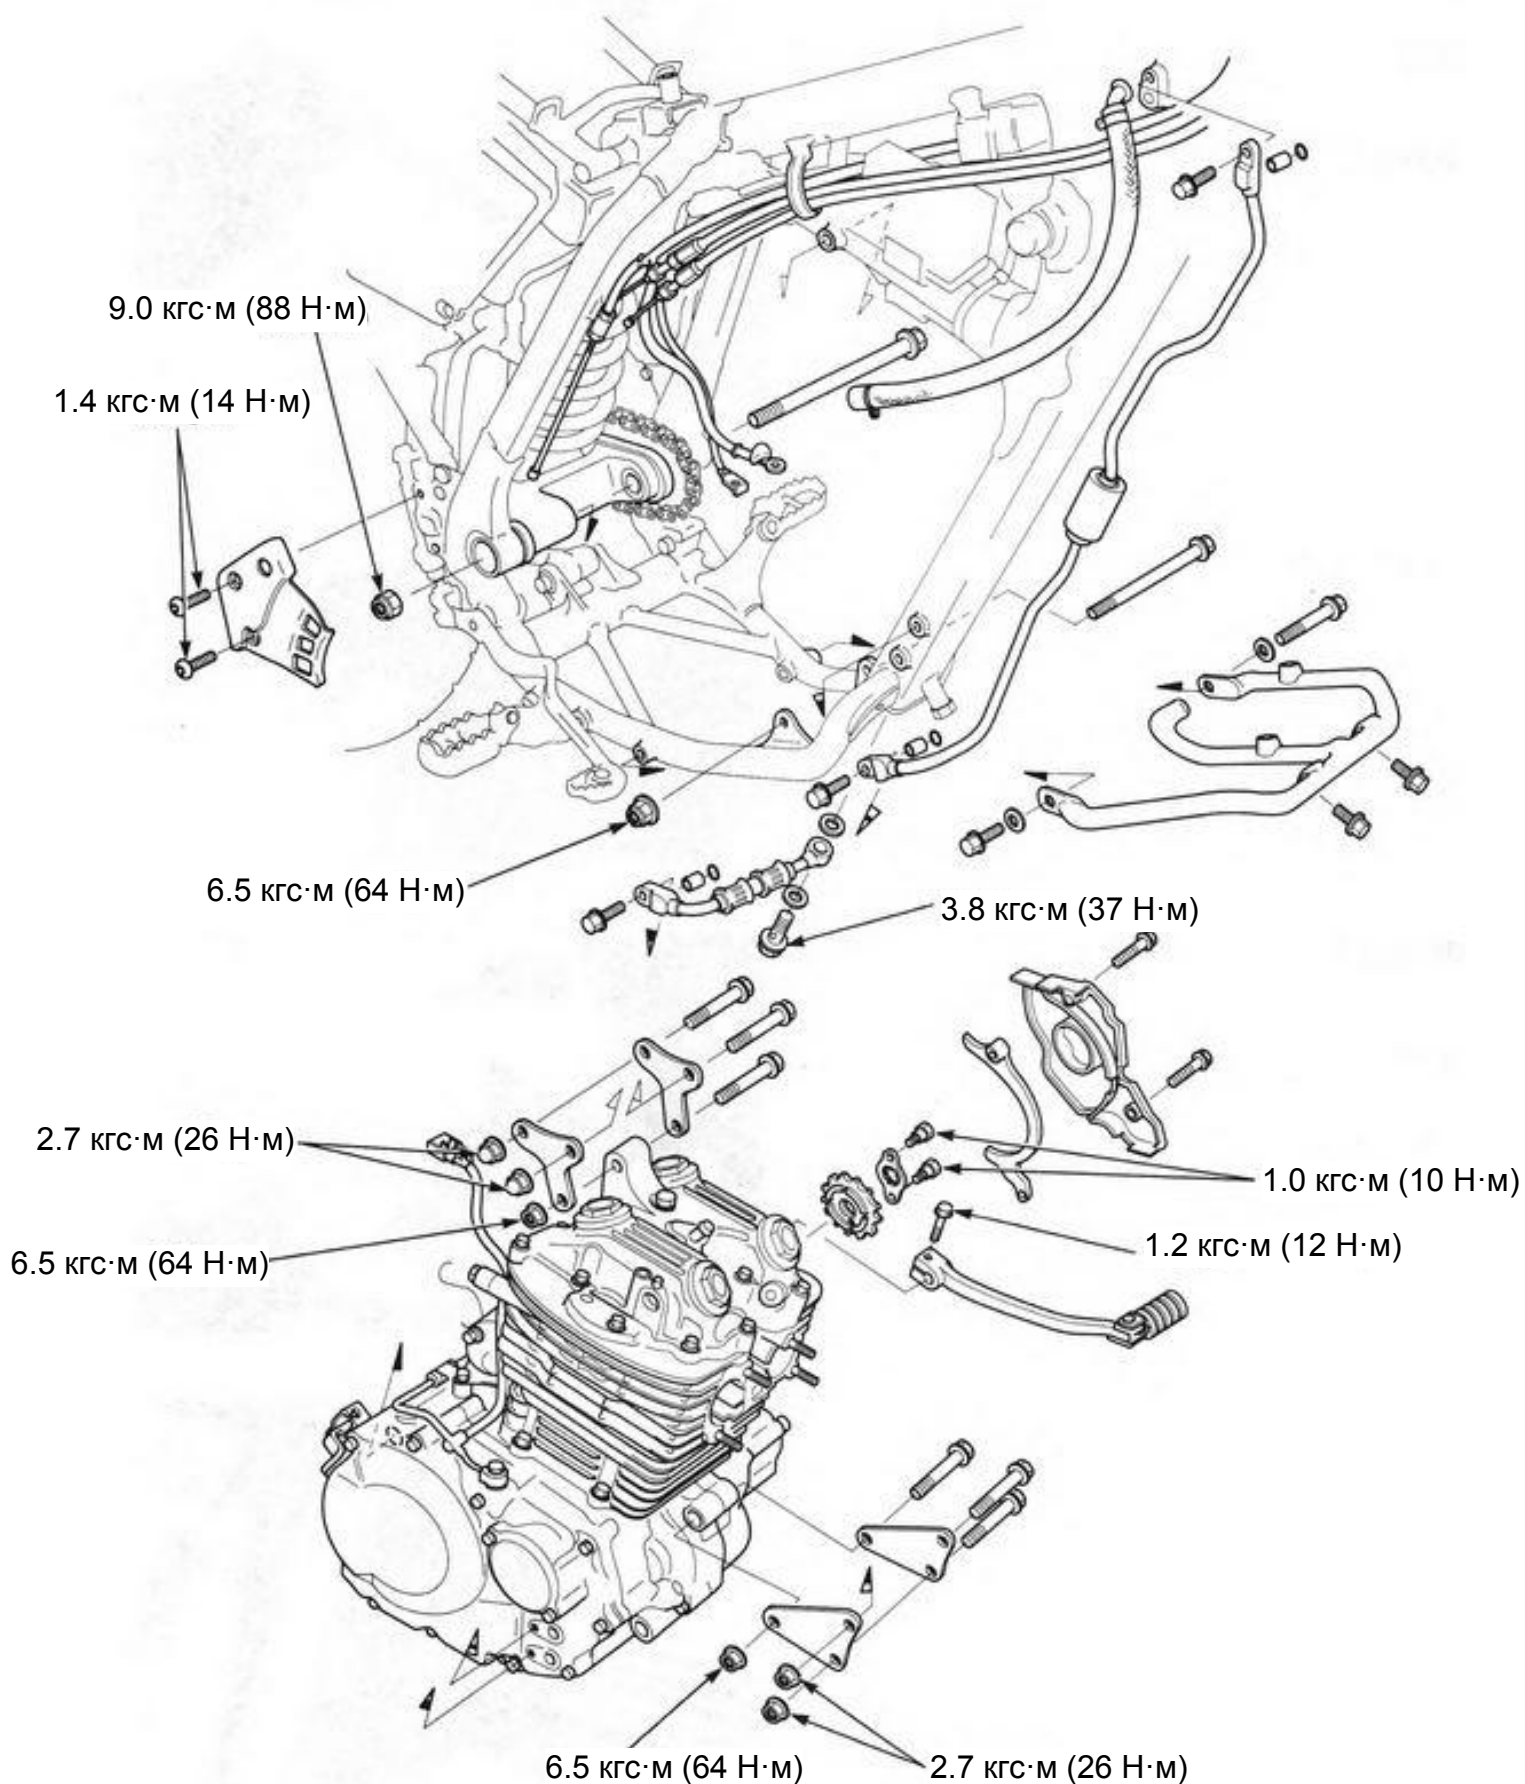 9.0 кгс·м (88 Н·м)
1.4 кгс·м (14 Н·м)
6.5 кгс·м (64 Н·м)
3.8 кгс·м (37 Н·м)
2.7 кгс·м (26 Н·м)
1.0 кгс·м (10 Н·м)
1.2 кгс·м (12 Н·м)
6.5 кгс·м (64 Н·м)
6.5 кгс·м (64 Н·м)
2.7 кгс·м (26 Н·м)